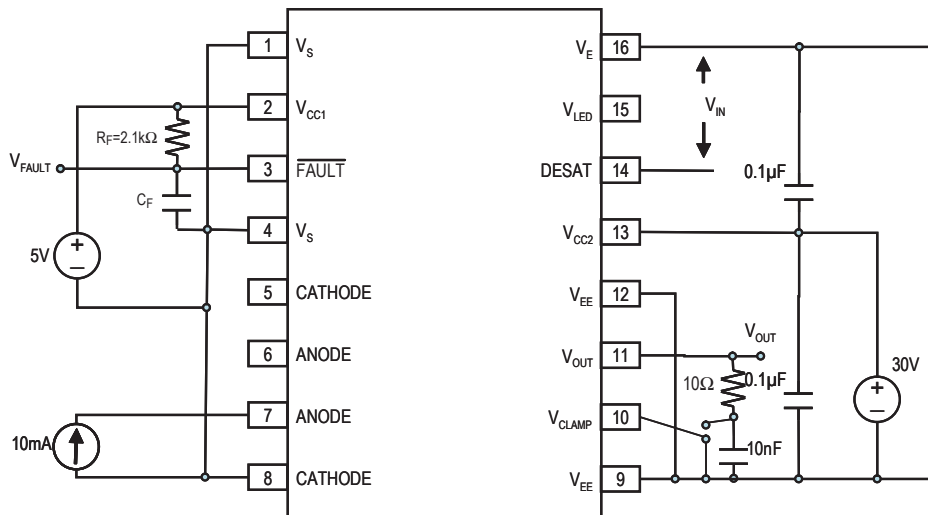 1 V_S
2 V_CC1
R_F=2.1kΩ
V_FAULT
3 FAULT
C_F
4 V_S
5V
+
–
5 CATHODE
6 ANODE
7 ANODE
10mA
8 CATHODE
V_E 16
V_LED 15
V_IN
DESAT 14
0.1µF
V_CC2 13
V_EE 12
V_OUT
V_OUT 11
10Ω
0.1µF
30V
+
–
V_CLAMP 10
10nF
V_EE 9